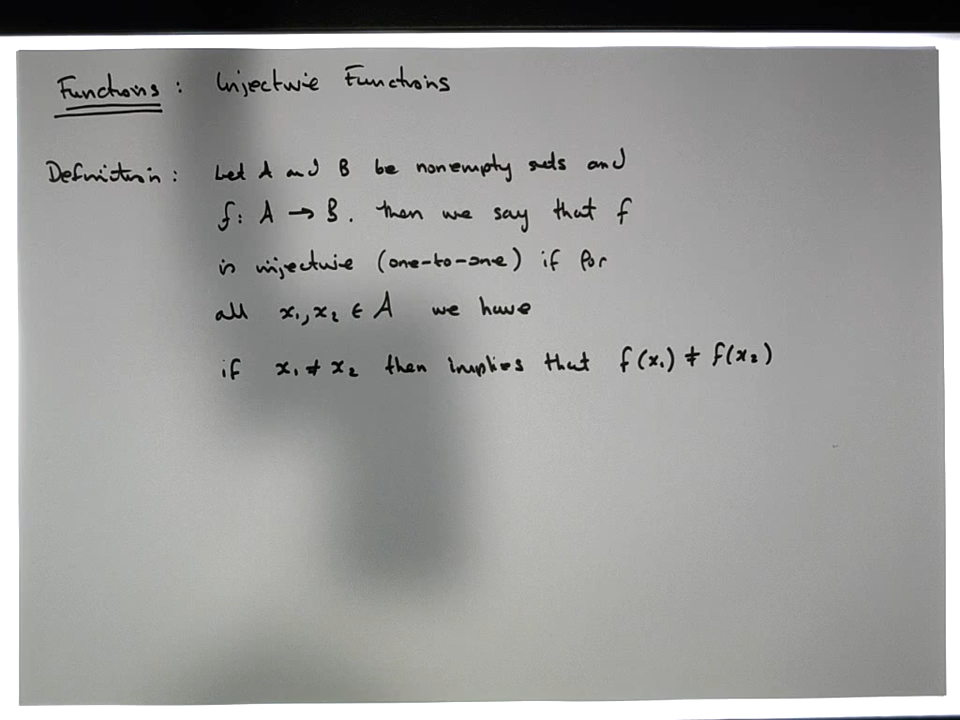 Functions: Injective Functions
Definition: Let A and B be nonempty sets and
f: A → B. Then we say that f
is injective (one-to-one) if for
all x₁, x₂ ∈ A we have
if x₁ ≠ x₂ then implies that f(x₁) ≠ f(x₂)